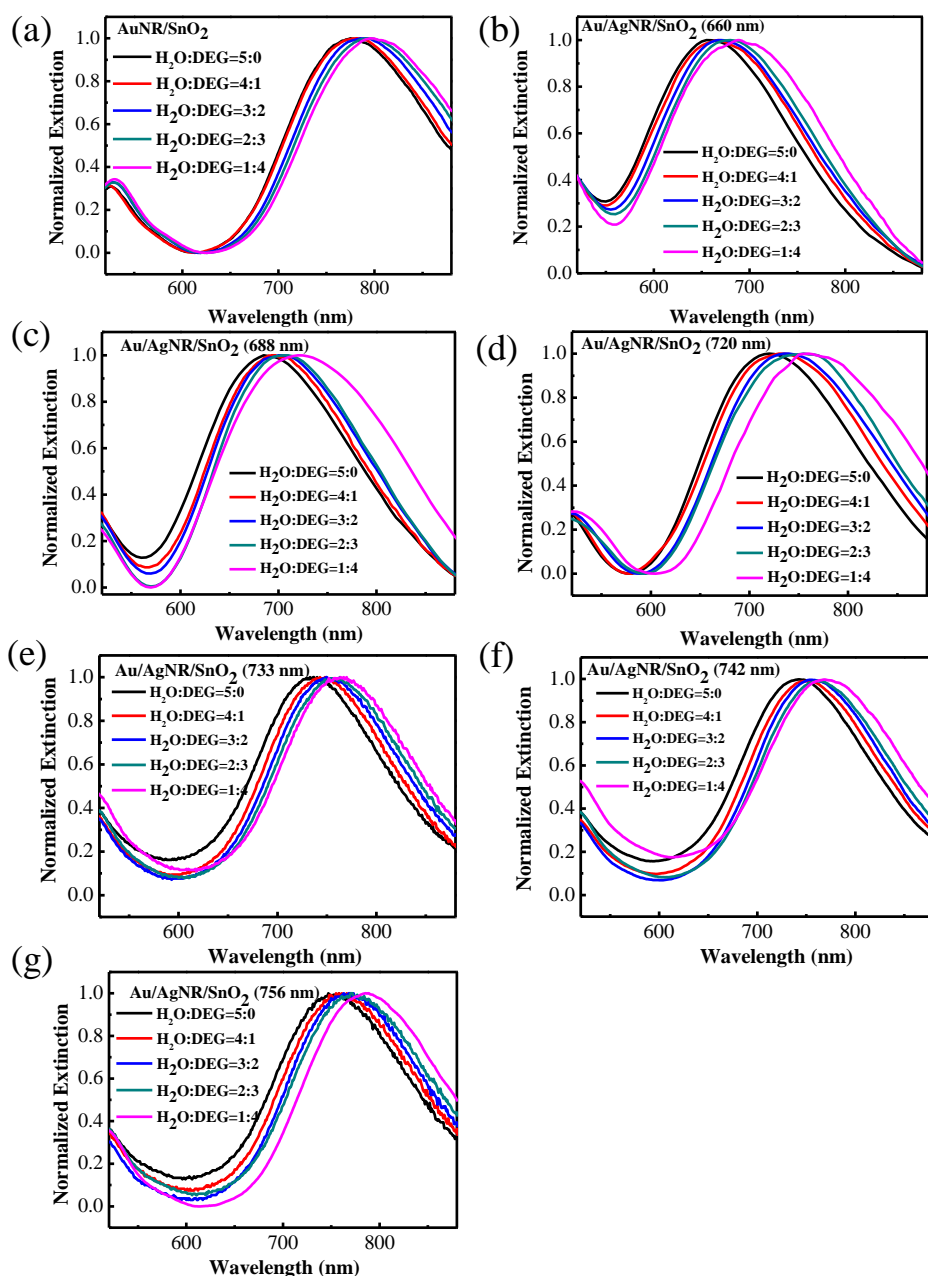 (a)
AuNR/SnO2
H2O:DEG=5:0
H2O:DEG=4:1
H2O:DEG=3:2
H2O:DEG=2:3
H2O:DEG=1:4
Normalized Extinction
1.0
0.8
0.6
0.4
0.2
0.0
600
700
800
Wavelength (nm)
(b)
Au/AgNR/SnO2 (660 nm)
H2O:DEG=5:0
H2O:DEG=4:1
H2O:DEG=3:2
H2O:DEG=2:3
H2O:DEG=1:4
Normalized Extinction
1.0
0.8
0.6
0.4
0.2
0.0
600
700
800
Wavelength (nm)
(c)
Au/AgNR/SnO2 (688 nm)
H2O:DEG=5:0
H2O:DEG=4:1
H2O:DEG=3:2
H2O:DEG=2:3
H2O:DEG=1:4
Normalized Extinction
1.0
0.8
0.6
0.4
0.2
0.0
600
700
800
Wavelength (nm)
(d)
Au/AgNR/SnO2 (720 nm)
H2O:DEG=5:0
H2O:DEG=4:1
H2O:DEG=3:2
H2O:DEG=2:3
H2O:DEG=1:4
Normalized Extinction
1.0
0.8
0.6
0.4
0.2
0.0
600
700
800
Wavelength (nm)
(e)
Au/AgNR/SnO2 (733 nm)
H2O:DEG=5:0
H2O:DEG=4:1
H2O:DEG=3:2
H2O:DEG=2:3
H2O:DEG=1:4
Normalized Extinction
1.0
0.8
0.6
0.4
0.2
0.0
600
700
800
Wavelength (nm)
(f)
Au/AgNR/SnO2 (742 nm)
H2O:DEG=5:0
H2O:DEG=4:1
H2O:DEG=3:2
H2O:DEG=2:3
H2O:DEG=1:4
Normalized Extinction
1.0
0.8
0.6
0.4
0.2
0.0
600
700
800
Wavelength (nm)
(g)
Au/AgNR/SnO2 (756 nm)
H2O:DEG=5:0
H2O:DEG=4:1
H2O:DEG=3:2
H2O:DEG=2:3
H2O:DEG=1:4
Normalized Extinction
1.0
0.8
0.6
0.4
0.2
0.0
600
700
800
Wavelength (nm)